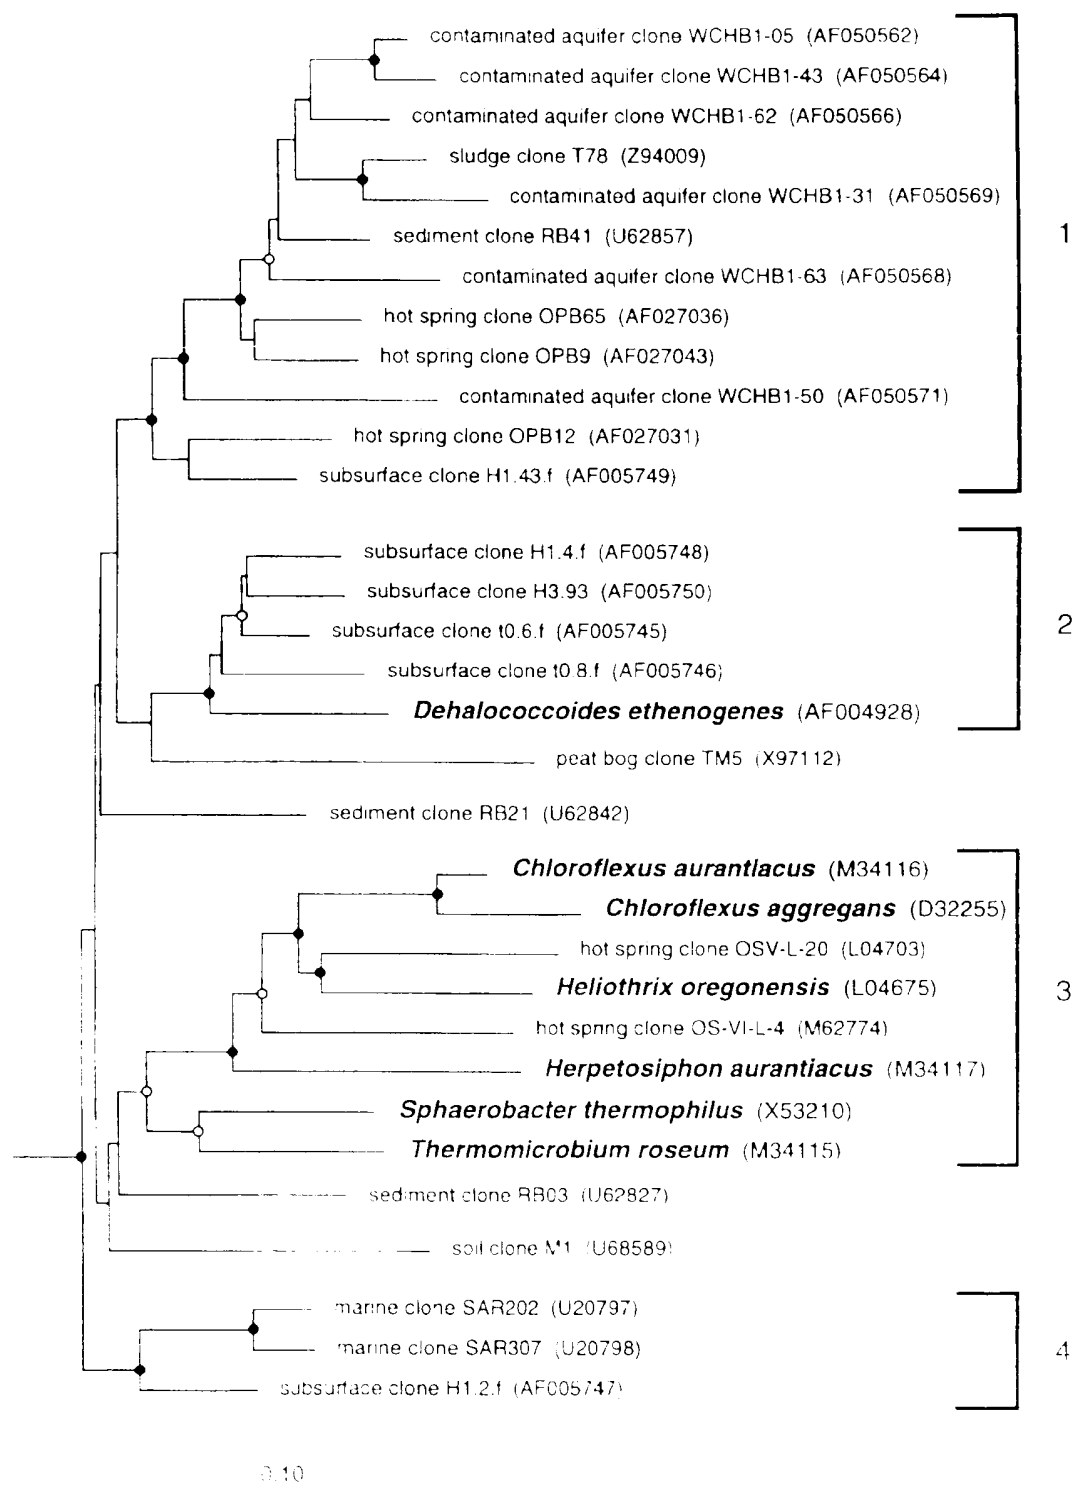 contaminated aquifer clone WCHB1-05 (AF050562)
contaminated aquifer clone WCHB1-43 (AF050564)
contaminated aquifer clone WCHB1-62 (AF050566)
sludge clone T78 (Z94009)
contaminated aquifer clone WCHB1-31 (AF050569)
1
sediment clone RB41 (U62857)
contaminated aquifer clone WCHB1-63 (AF050568)
hot spring clone OPB65 (AF027036)
hot spring clone OPB9 (AF027043)
contaminated aquifer clone WCHB1-50 (AF050571)
hot spring clone OPB12 (AF027031)
subsurface clone H1.43.f (AF005749)
subsurface clone H1.4.f (AF005748)
subsurface clone H3.93 (AF005750)
2
subsurface clone t0.6.f (AF005745)
subsurface clone t0.8.f (AF005746)
Dehalococcoides ethenogenes (AF004928)
peat bog clone TM5 (X97112)
sediment clone RB21 (U62842)
Chloroflexus aurantiacus (M34116)
Chloroflexus aggregans (D32255)
hot spring clone OSV-L-20 (L04703)
Heliothrix oregonensis (L04675)
3
hot spring clone OS-VI-L-4 (M62774)
Herpetosiphon aurantiacus (M34117)
Sphaerobacter thermophilus (X53210)
Thermomicrobium roseum (M34115)
sediment clone RB03 (U62827)
soil clone M1 (U68589)
marine clone SAR202 (U20797)
marine clone SAR307 (U20798)
4
subsurface clone H1.2.f (AF005747)
0.10